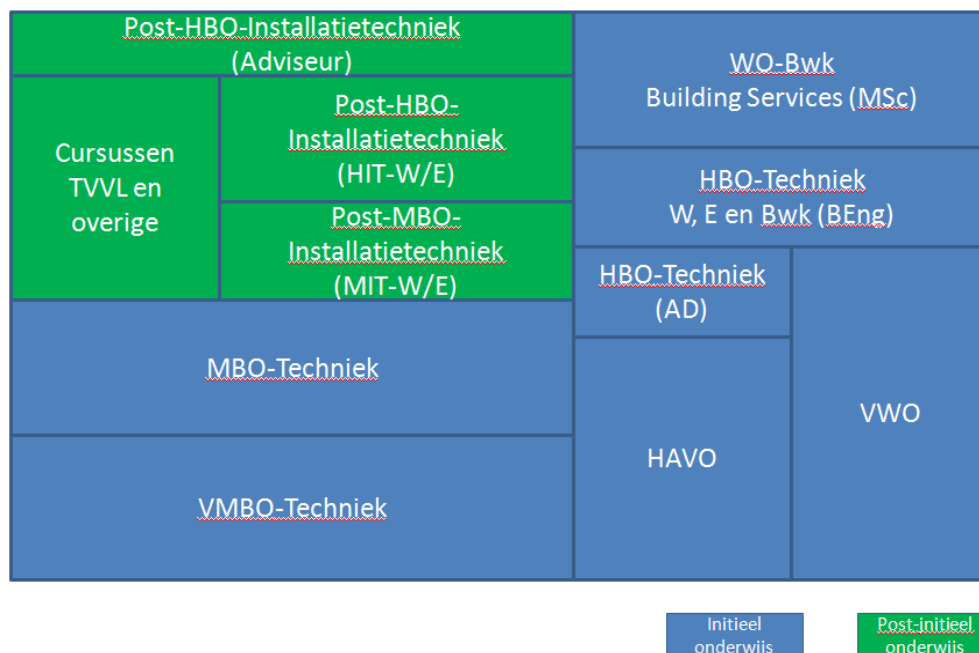 Post-HBO-Installatietechniek
(Adviseur)
Cursussen
TVVL en
overige
Post-HBO-
Installatietechniek
(HIT-W/E)
Post-MBO-
Installatietechniek
(MIT-W/E)
MBO-Techniek
VMBO-Techniek
WO-Bwk
Building Services (MSc)
HBO-Techniek
W, E en Bwk (BEng)
HBO-Techniek
(AD)
HAVO
VWO
Initieel
onderwijs
Post-initieel
onderwijs